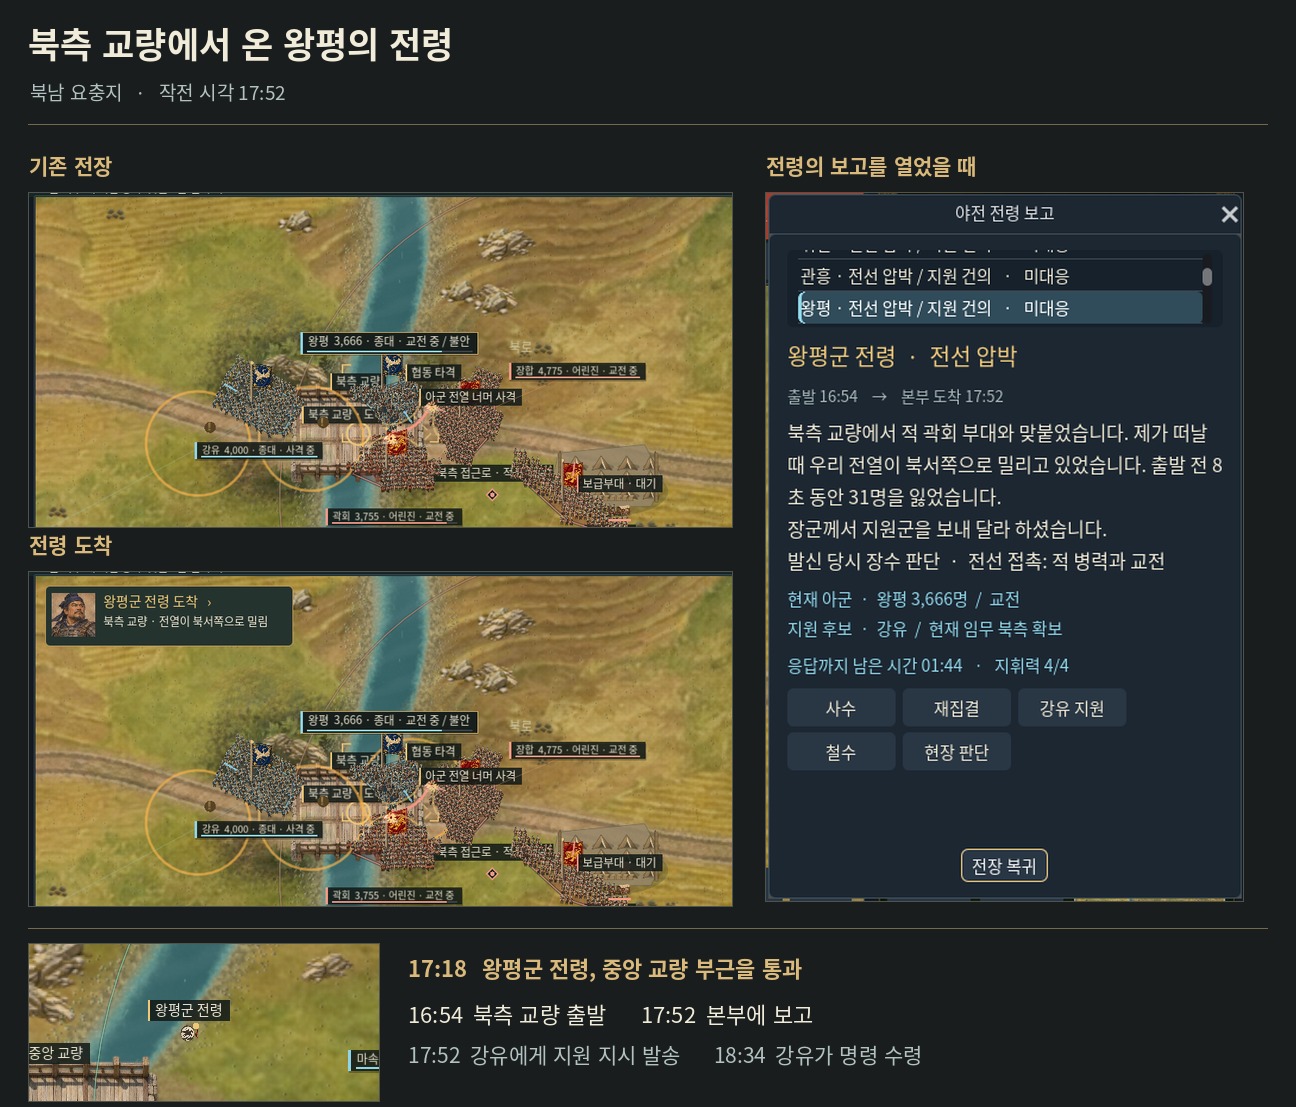 북측 교량에서 온 왕평의 전령
북남 요충지 · 작전 시각 17:52
기존 전장
왕평 3,666 · 종대 · 교전 중 / 불안
북로
북측 교량
협동 타격
장합 4,775 · 어린진 · 교전 중
아군 전열 너머 사격
북측 교량 도
강유 4,000 · 종대 · 사격 중
북측 접근로 · 적
보급부대 · 대기
곽회 3,755 · 어린진 · 교전 중
전령 도착
왕평군 전령 도착 ›
북측 교량 · 전열이 북서쪽으로 밀림
왕평 3,666 · 종대 · 교전 중 / 불안
북로
북측 교량
협동 타격
장합 4,775 · 어린진 · 교전 중
아군 전열 너머 사격
북측 교량 도
강유 4,000 · 종대 · 사격 중
북측 접근로 · 적
보급부대 · 대기
곽회 3,755 · 어린진 · 교전 중
전령의 보고를 열었을 때
야전 전령 보고
관흥 · 전선 압박 / 지원 건의 · 미대응
왕평 · 전선 압박 / 지원 건의 · 미대응
왕평군 전령 · 전선 압박
출발 16:54 → 본부 도착 17:52
북측 교량에서 적 곽회 부대와 맞붙었습니다. 제가 떠날
때 우리 전열이 북서쪽으로 밀리고 있었습니다. 출발 전 8
초 동안 31명을 잃었습니다.
장군께서 지원군을 보내 달라 하셨습니다.
발신 당시 장수 판단 · 전선 접촉: 적 병력과 교전
현재 아군 · 왕평 3,666명 / 교전
지원 후보 · 강유 / 현재 임무 북측 확보
응답까지 남은 시간 01:44 · 지휘력 4/4
사수
재집결
강유 지원
철수
현장 판단
전장 복귀
왕평군 전령
중앙 교량
마속
17:18 왕평군 전령, 중앙 교량 부근을 통과
16:54 북측 교량 출발 17:52 본부에 보고
17:52 강유에게 지원 지시 발송 18:34 강유가 명령 수령